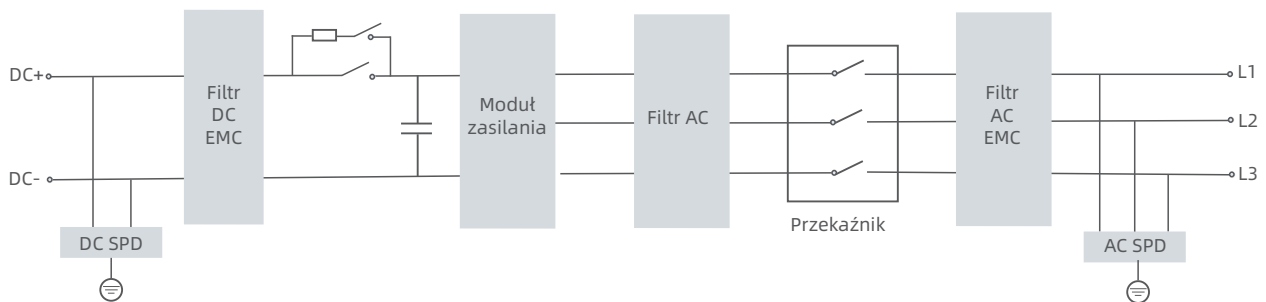 DC+
DC-
DC SPD
Filtr
DC
EMC
Moduł
zasilania
Filtr AC
Przekaźnik
Filtr
AC
EMC
L1
L2
L3
AC SPD